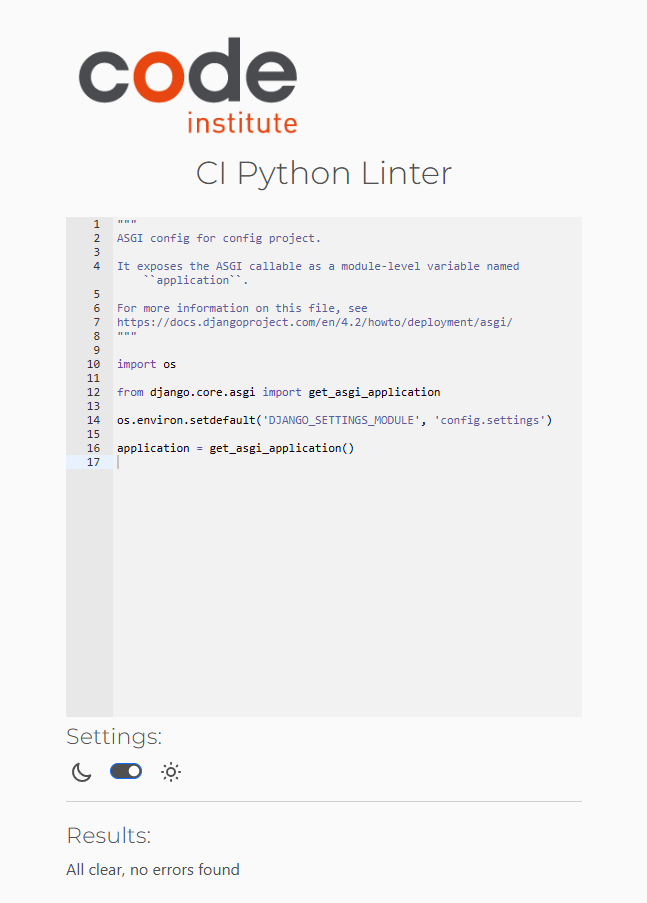 code
institute
CI Python Linter
1 """
2 ASGI config for config project.
3
4 It exposes the ASGI callable as a module-level variable named
``application``.
5
6 For more information on this file, see
7 https://docs.djangoproject.com/en/4.2/howto/deployment/asgi/
8 """
9
10 import os
11
12 from django.core.asgi import get_asgi_application
13
14 os.environ.setdefault('DJANGO_SETTINGS_MODULE', 'config.settings')
15
16 application = get_asgi_application()
17
Settings:
Results:
All clear, no errors found